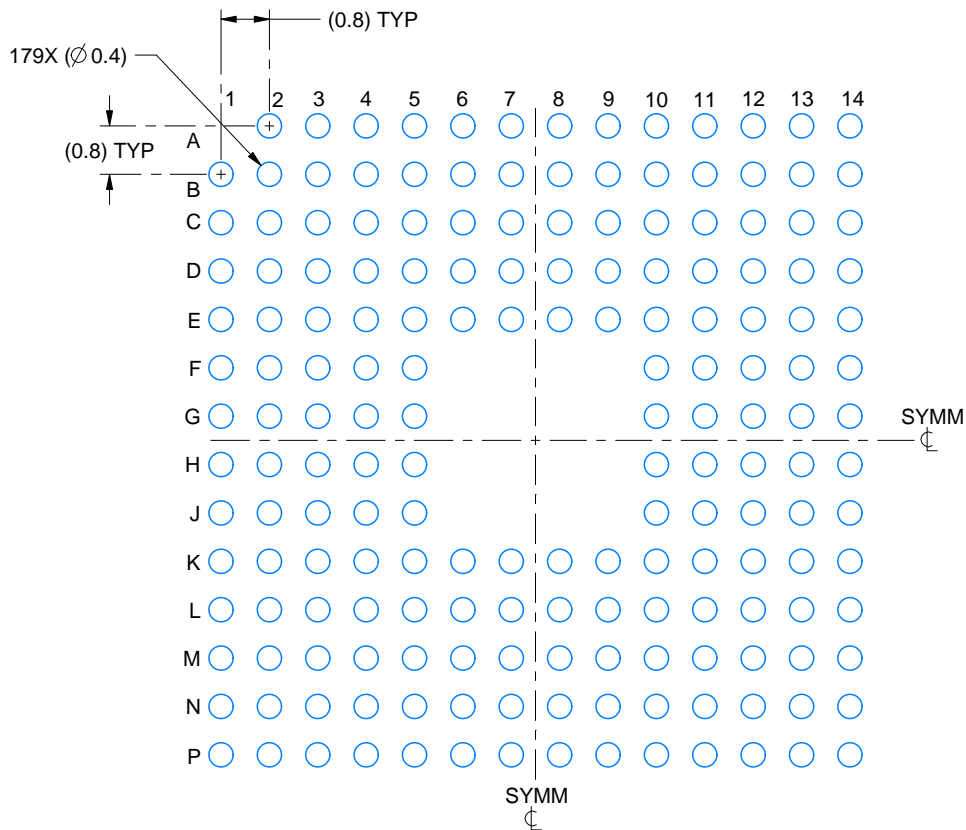 (0.8) TYP
179X (∅ 0.4)
1 2 3 4 5 6 7 8 9 10 11 12 13 14
A
(0.8) TYP
B
C
D
E
F
G
SYMM
℄
H
J
K
L
M
N
P
SYMM
℄